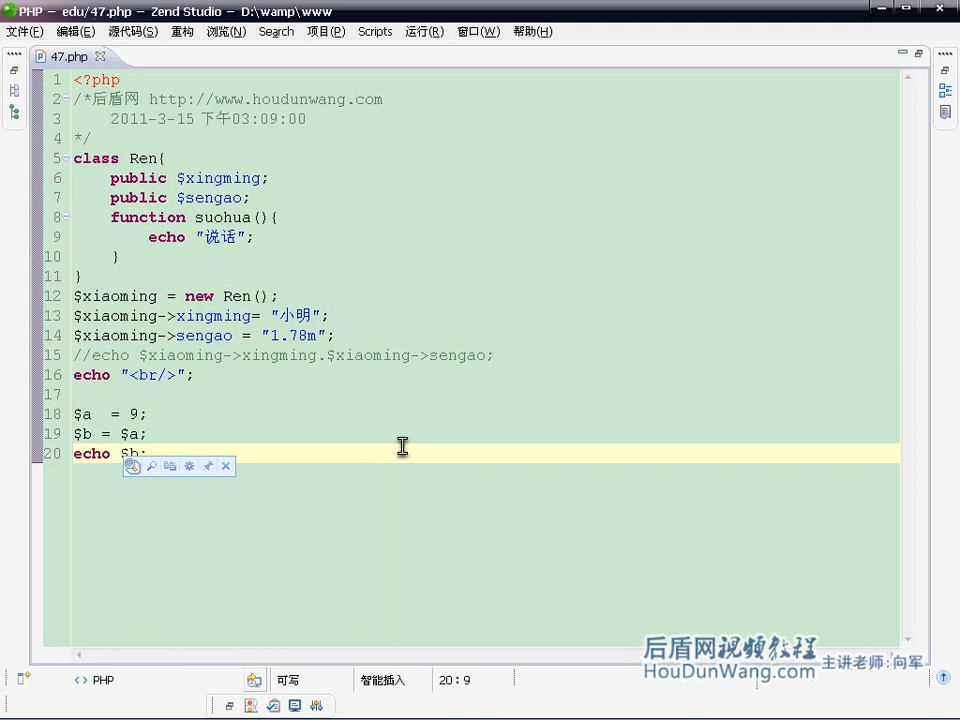 PHP - edu/47.php - Zend Studio - D:\wamp\www
文件(F) 编辑(E) 源代码(S) 重构 浏览(N) Search 项目(P) Scripts 运行(R) 窗口(W) 帮助(H)
47.php
1 <?php
2 /*后盾网 http://www.houdunwang.com
3     2011-3-15 下午03:09:00
4 */
5 class Ren{
6     public $xingming;
7     public $sengao;
8     function suohua(){
9         echo "说话";
10     }
11 }
12 $xiaoming = new Ren();
13 $xiaoming->xingming= "小明";
14 $xiaoming->sengao = "1.78m";
15 //echo $xiaoming->xingming.$xiaoming->sengao;
16 echo "<br/>";
17
18 $a  = 9;
19 $b = $a;
20 echo $b;
后盾网视频教程
HouDunWang.com 主讲老师:向军
<> PHP 可写 智能插入 20:9